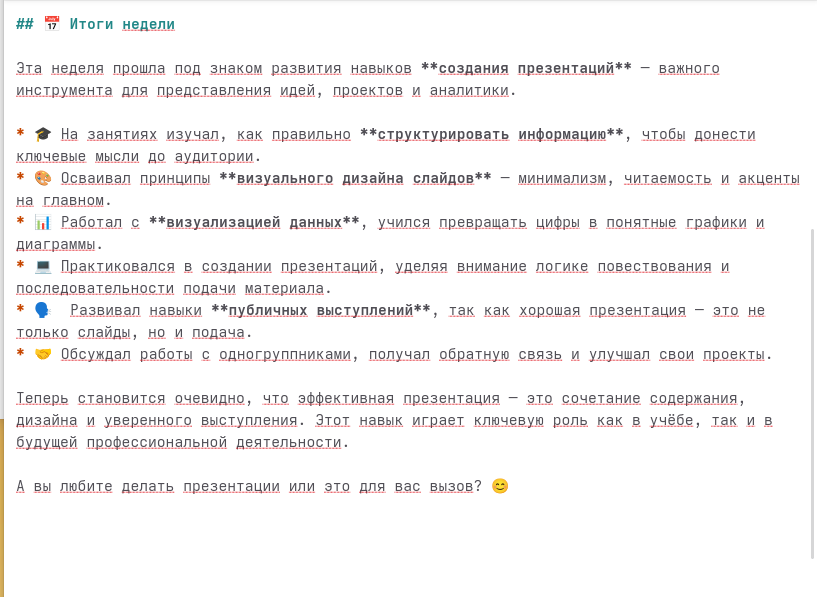 ## 📅 Итоги недели
Эта неделя прошла под знаком развития навыков **создания презентаций** — важного
инструмента для представления идей, проектов и аналитики.
* 🎓 На занятиях изучал, как правильно **структурировать информацию**, чтобы донести
ключевые мысли до аудитории.
* 🎨 Осваивал принципы **визуального дизайна слайдов** — минимализм, читаемость и акценты
на главном.
* 📊 Работал с **визуализацией данных**, учился превращать цифры в понятные графики и
диаграммы.
* 💻 Практиковался в создании презентаций, уделяя внимание логике повествования и
последовательности подачи материала.
* 🗣️ Развивал навыки **публичных выступлений**, так как хорошая презентация — это не
только слайды, но и подача.
* 🤝 Обсуждал работы с одногруппниками, получал обратную связь и улучшал свои проекты.
Теперь становится очевидно, что эффективная презентация — это сочетание содержания,
дизайна и уверенного выступления. Этот навык играет ключевую роль как в учёбе, так и в
будущей профессиональной деятельности.
А вы любите делать презентации или это для вас вызов? 😊